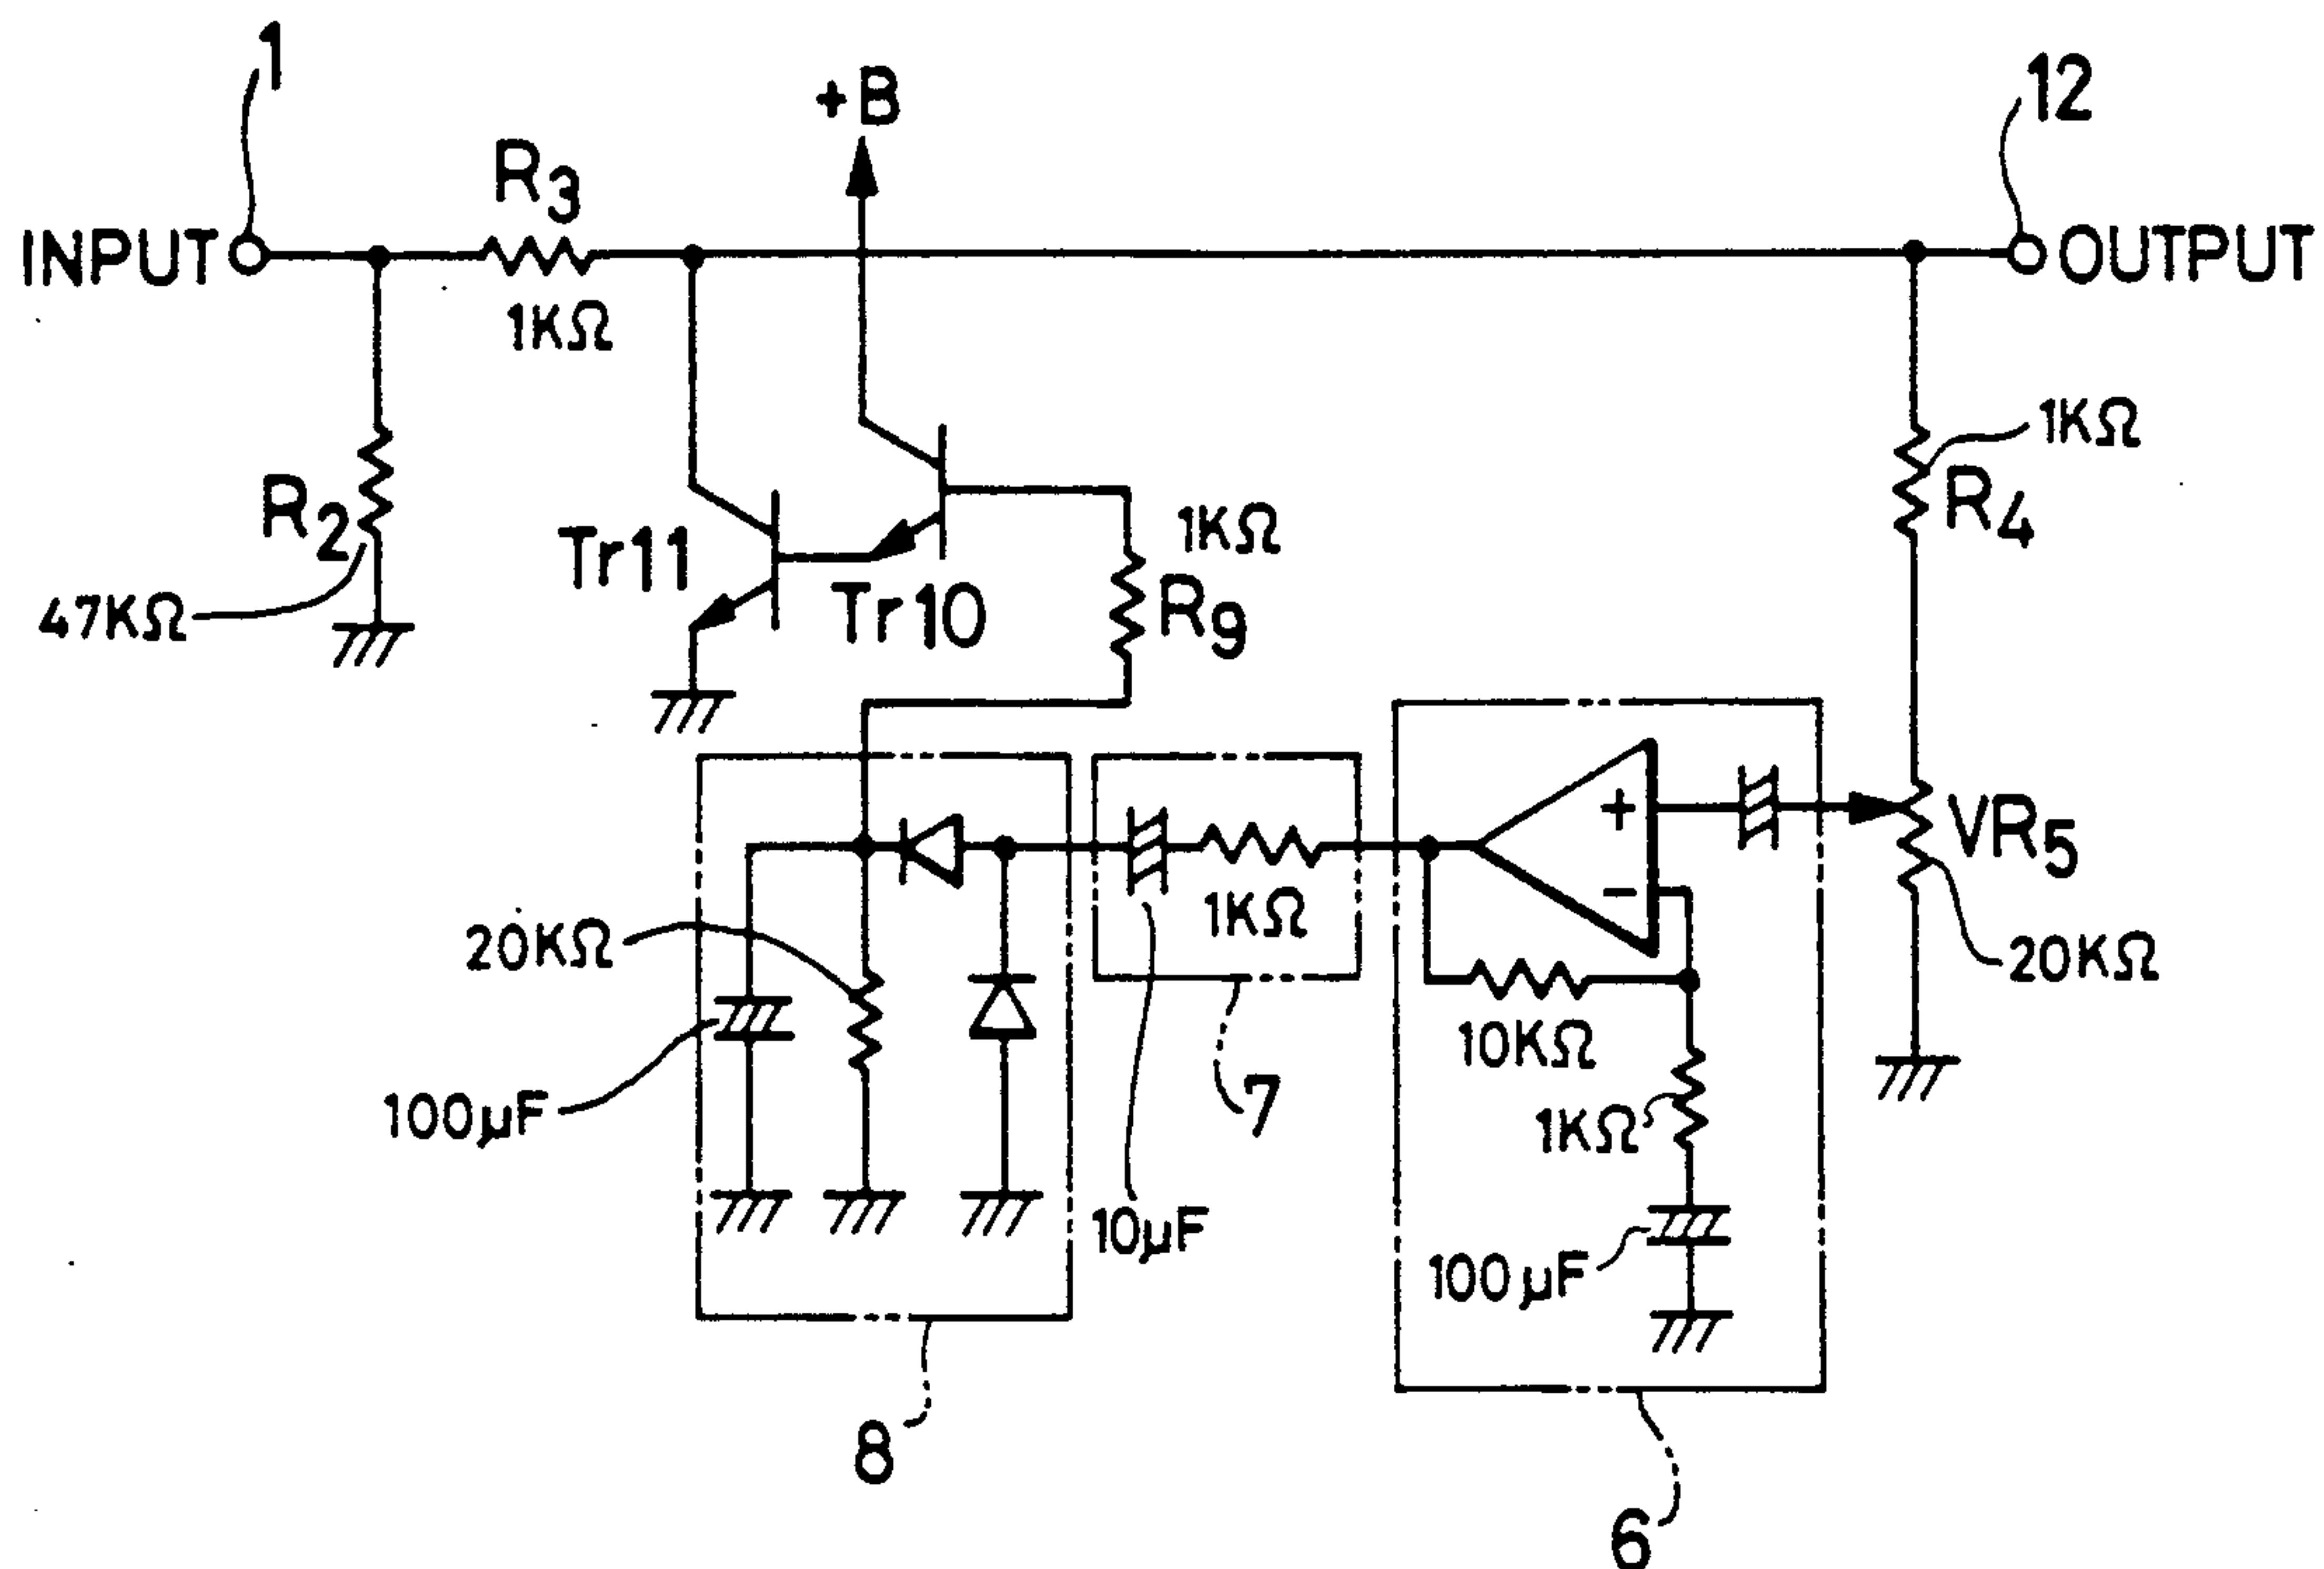 1
+B
12
R3
INPUT
OUTPUT
1KΩ
1KΩ
R2
R4
Tr11
1KΩ
Tr10
R9
47KΩ
+
VR5
20KΩ
1KΩ
−
20KΩ
10KΩ
100μF
7
1KΩ
10μF
100μF
8
6